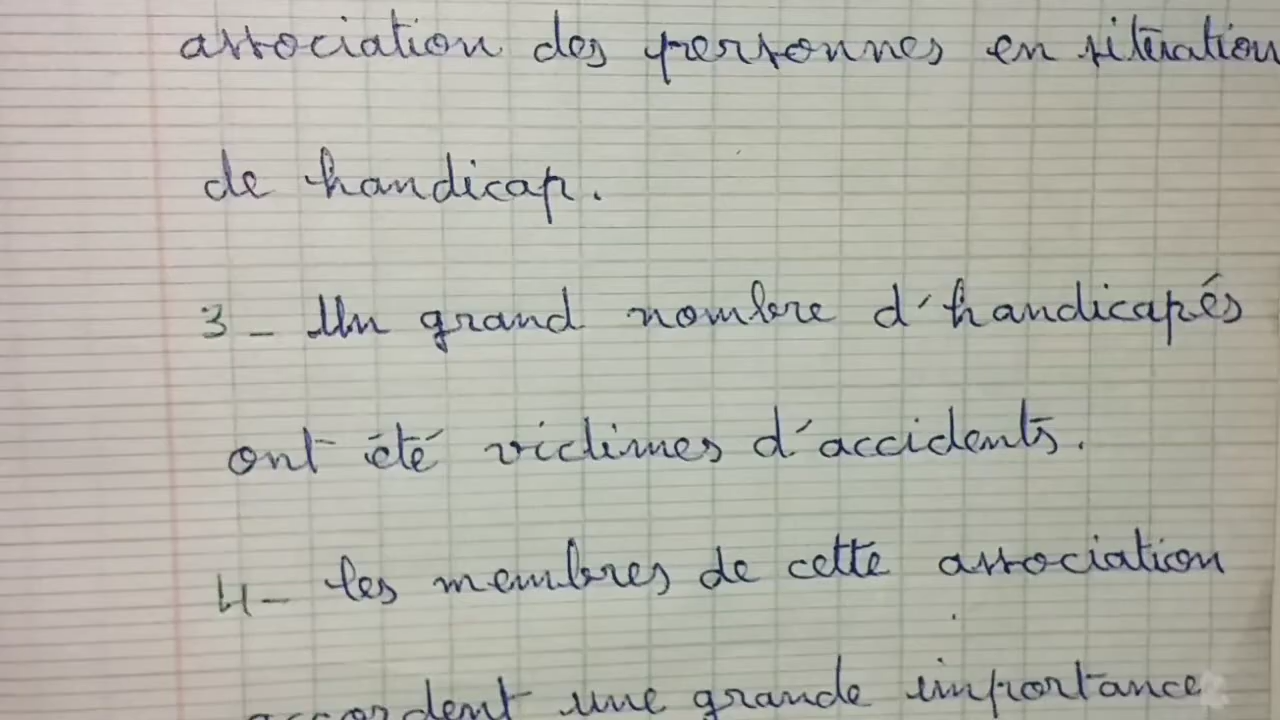 association des personnes en sitration
de handicap.
3 - Un grand nombre d'handicapés
ont été victimes d'accidents.
4 - les membres de cette association
accordent une grande importance